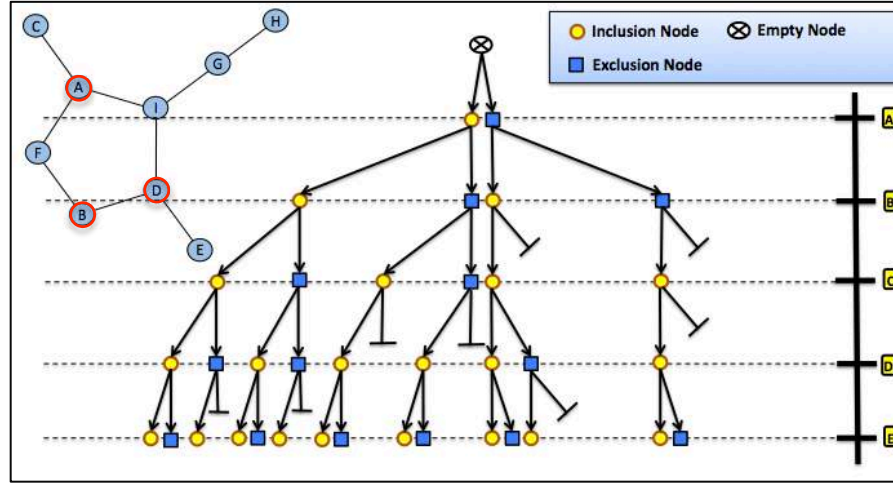 H
C
Inclusion Node
Empty Node
G
Exclusion Node
A
I
A
F
D
B
B
E
C
D
E